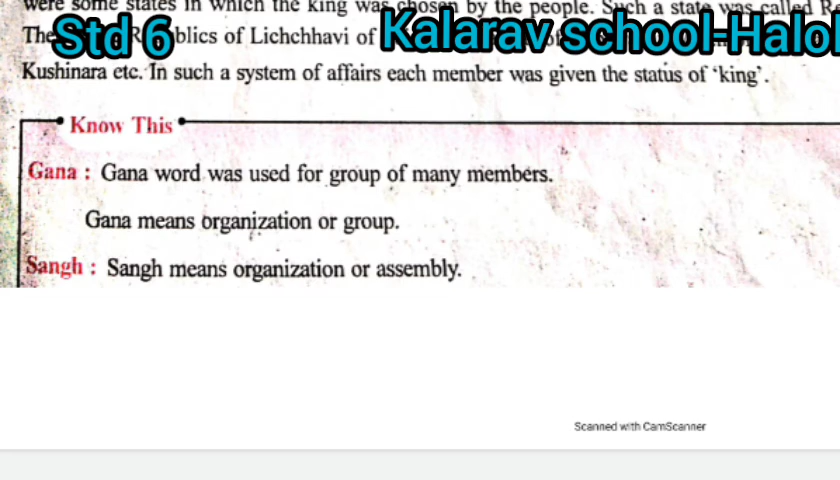 were some states in which the king was chosen by the people. Such a state was called
The Std 6 blics of Lichchhavi of Kalarav school-Halol
Kushinara etc. In such a system of affairs each member was given the status of 'king'.
Know This
Gana : Gana word was used for group of many members.
Gana means organization or group.
Sangh : Sangh means organization or assembly.
Scanned with CamScanner